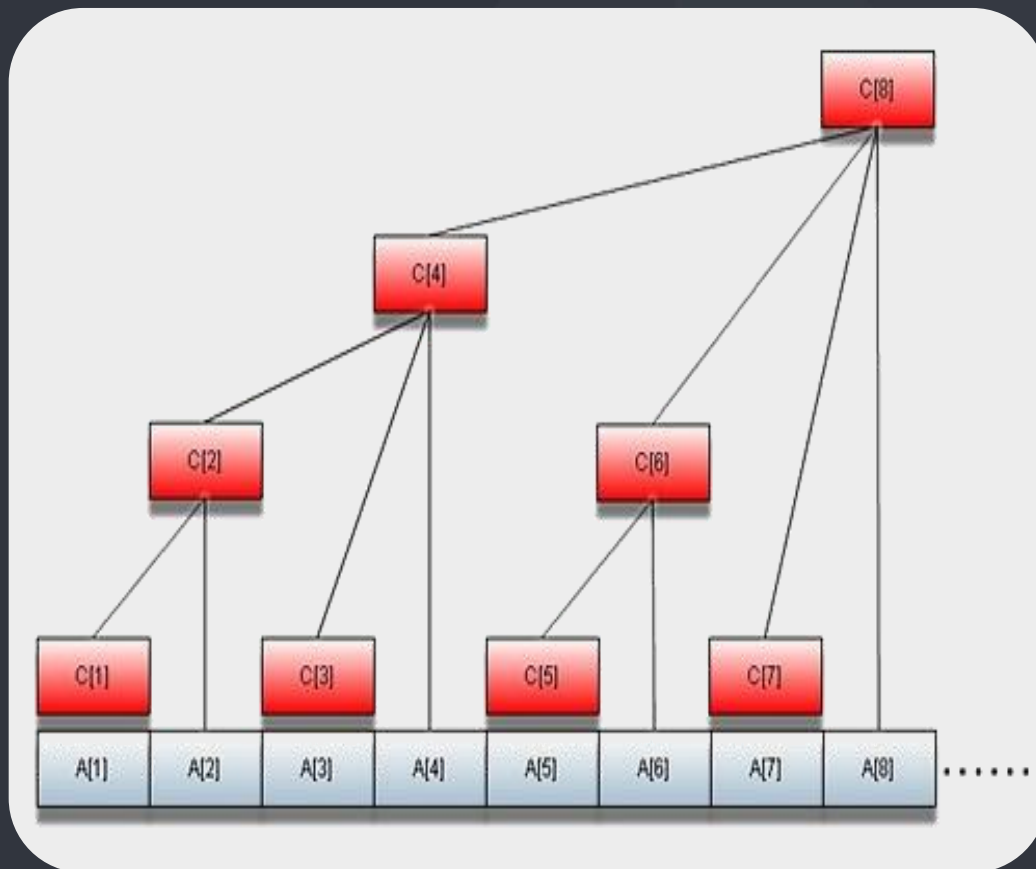 C[8]
C[4]
C[2]
C[6]
C[1]
C[3]
C[5]
C[7]
A[1] A[2] A[3] A[4] A[5] A[6] A[7] A[8] ......